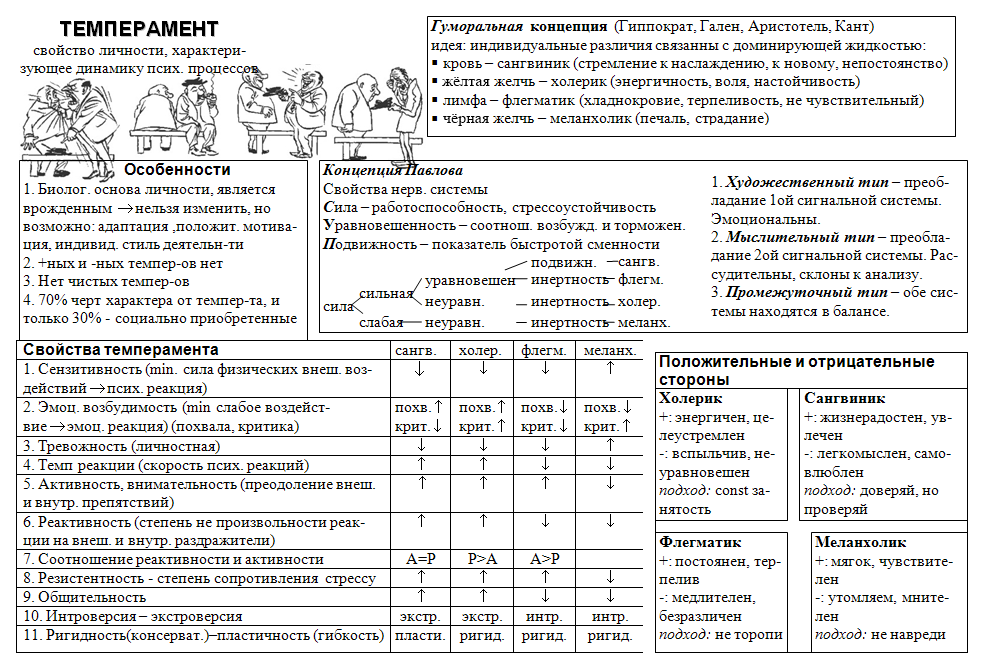 ТЕМПЕРАМЕНТ
свойство личности, характери-
зующее динамику псих. процессов
Гуморальная концепция (Гиппократ, Гален, Аристотель, Кант)
идея: индивидуальные различия связанны с доминирующей жидкостью:
▪ кровь – сангвиник (стремление к наслаждению, к новому, непостоянство)
▪ жёлтая желчь – холерик (энергичность, воля, настойчивость)
▪ лимфа – флегматик (хладнокровие, терпеливость, не чувствительный)
▪ чёрная желчь – меланхолик (печаль, страдание)
Особенности
1. Биолог. основа личности, является
врожденным → нельзя изменить, но
возможно: адаптация ,положит. мотива-
ция, индивид. стиль деятельн-ти
2. +ных и -ных темпер-ов нет
3. Нет чистых темпер-ов
4. 70% черт характера от темпер-та, и
только 30% - социально приобретенные
Концепция Павлова
Свойства нерв. системы
Сила – работоспособность, стрессоустойчивость
Уравновешенность – соотнош. возбужд. и торможен.
Подвижность – показатель быстротой сменности
подвижн. – сангв.
уравновешен инертность – флегм.
сильная
неуравн. – инертность – холер.
сила
слабая – неуравн. – инертность – меланх.
1. Художественный тип – преоб-
ладание 1ой сигнальной системы.
Эмоциональны.
2. Мыслительный тип – преобла-
дание 2ой сигнальной системы. Рас-
судительны, склоны к анализу.
3. Промежуточный тип – обе сис-
темы находятся в балансе.
Свойства темперамента сангв. холер. флегм. меланх.
1. Сензитивность (min. сила физических внеш. воз-
действий → псих. реакция) ↓ ↓ ↓ ↑
2. Эмоц. возбудимость (min слабое воздейст- похв.↑ похв.↑ похв.↓ похв.↓
вие → эмоц. реакция) (похвала, критика) крит.↓ крит.↑ крит.↓ крит.↑
3. Тревожность (личностная) ↓ ↓ ↓ ↑
4. Темп реакции (скорость псих. реакций) ↑ ↑ ↓ ↓
5. Активность, внимательность (преодоление внеш. ↑ ↑ ↑ ↓
и внутр. препятствий)
6. Реактивность (степень не произвольности реак- ↑ ↑ ↓ ↓
ции на внеш. и внутр. раздражители)
7. Соотношение реактивности и активности А=Р Р>А А>Р
8. Резистентность - степень сопротивления стрессу ↑ ↑ ↑ ↓
9. Общительность ↑ ↑ ↓ ↓
10. Интроверсия – экстроверсия экстр. экстр. интр. интр.
11. Ригидность(консерват.)–пластичность (гибкость) пласти. ригид. ригид. ригид.
Положительные и отрицательные
стороны
Холерик
+: энергичен, це-
леустремлен
-: вспыльчив, не-
уравновешен
подход: const за-
нятость
Сангвиник
+: жизнерадостен, ув-
лечен
-: легкомыслен, само-
влюблен
подход: доверяй, но
проверяй
Флегматик
+: постоянен, тер-
пелив
-: медлителен,
безразличен
подход: не торопи
Меланхолик
+: мягок, чувствите-
лен
-: утомляем, мните-
лен
подход: не навреди